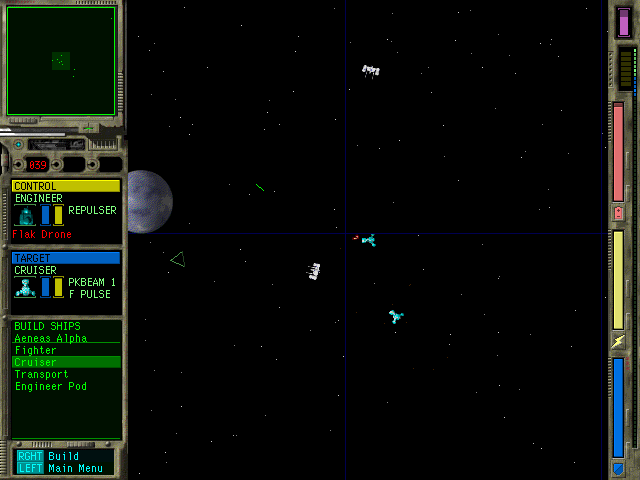 039
CONTROL
ENGINEER
REPULSER
Flak Drone
TARGET
CRUISER
PKBEAM 1
F PULSE
BUILD SHIPS
Aeneas Alpha
Fighter
Cruiser
Transport
Engineer Pod
RGHT Build
LEFT Main Menu